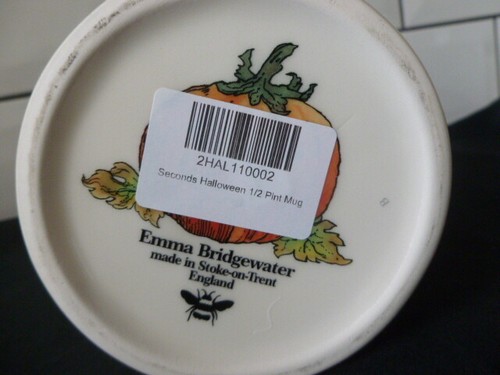 2HAL110002
Seconds Halloween 1/2 Pint Mug
Emma Bridgewater
made in Stoke-on-Trent
England